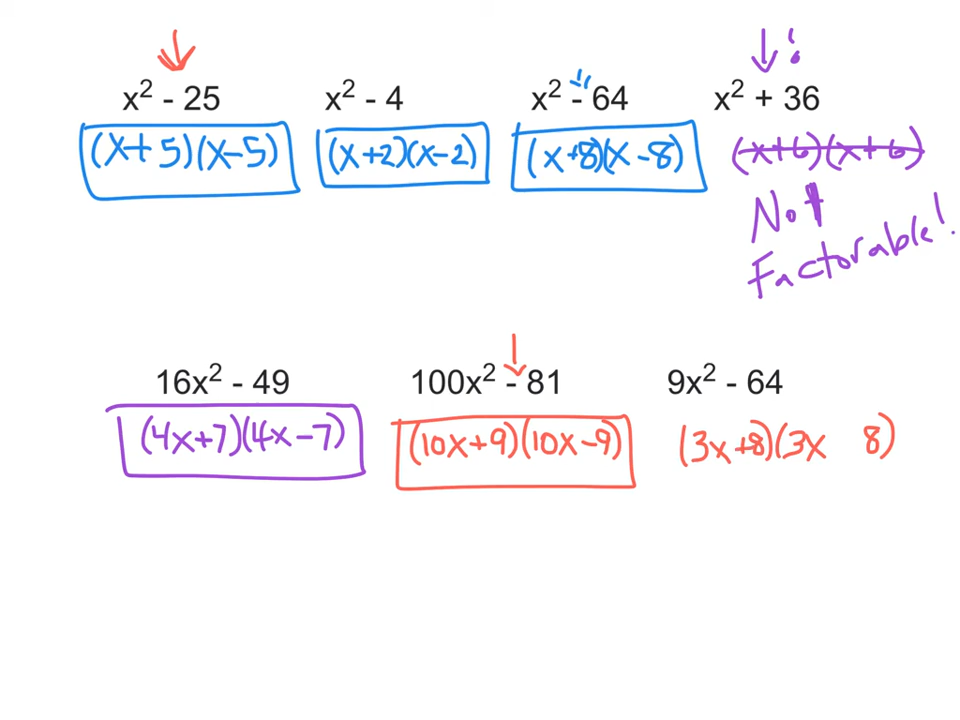 x² - 25 x² - 4 x² - 64 x² + 36
(x+5)(x-5) (x+2)(x-2) (x+8)(x-8) (x+6)(x+6)
Not
Factorable!
16x² - 49 100x² - 81 9x² - 64
(4x+7)(4x-7) (10x+9)(10x-9) (3x+8)(3x 8)